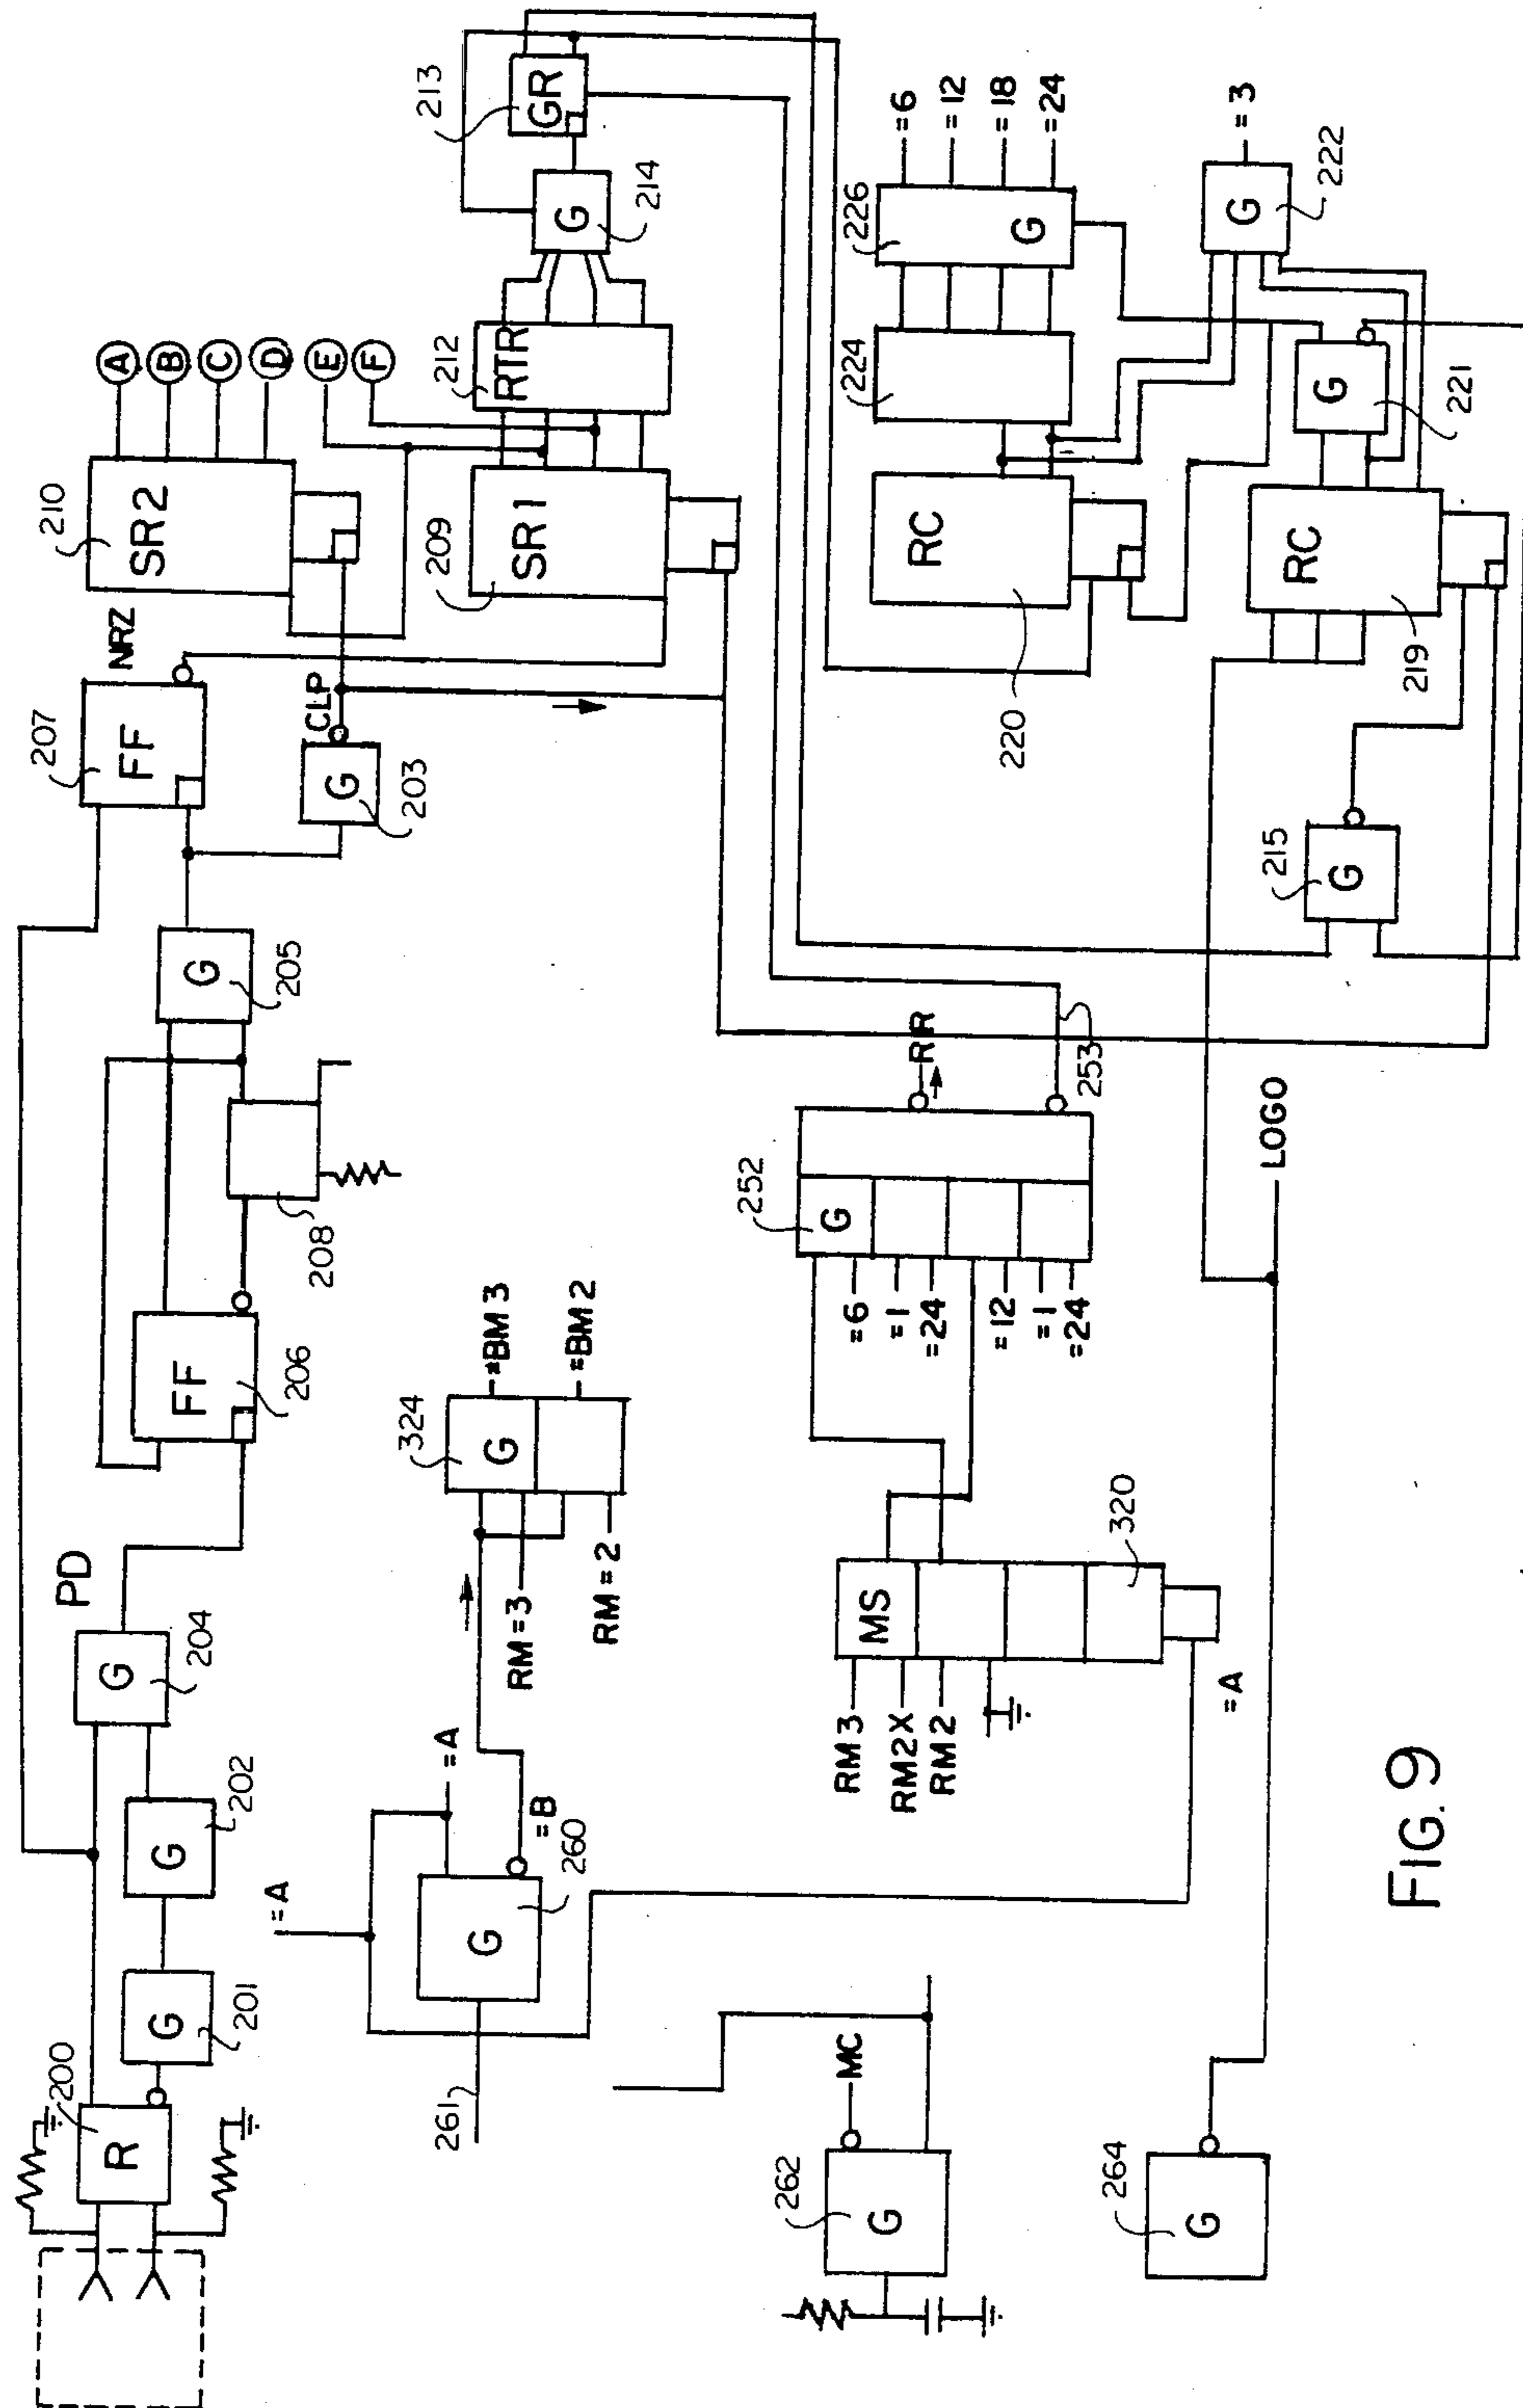 R
200
G
201
G
202
G
204
PD
FF
206
208
G
205
FF
207
NRZ
G
203
CLP
SR2
210
A
B
C
D
E
F
SR1
209
RTR
212
G
214
GR
213
=A
261
G
260
=A
=B
RM=3
RM=2
G
324
=BM3
=BM2
RM3
RM2X
RM2
MS
320
=A
G
252
=6
=1
=24
=12
=1
=24
RR
253
RC
220
224
226
G
=6
=12
=18
=24
G
222
=3
RC
219
G
221
G
215
G
262
MC
G
264
LOGO
FIG. 9